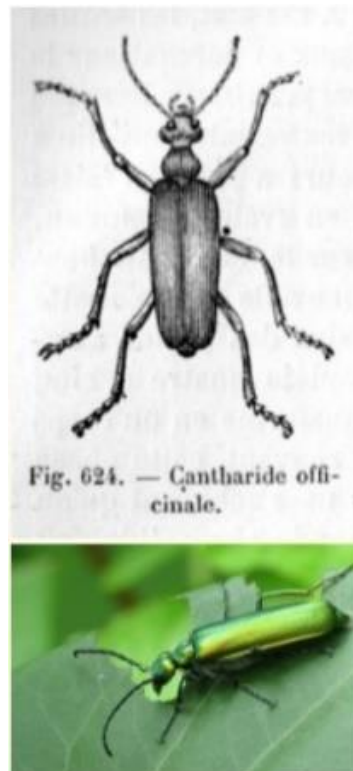 Fig. 624. — Cantharide offi-
cinale.